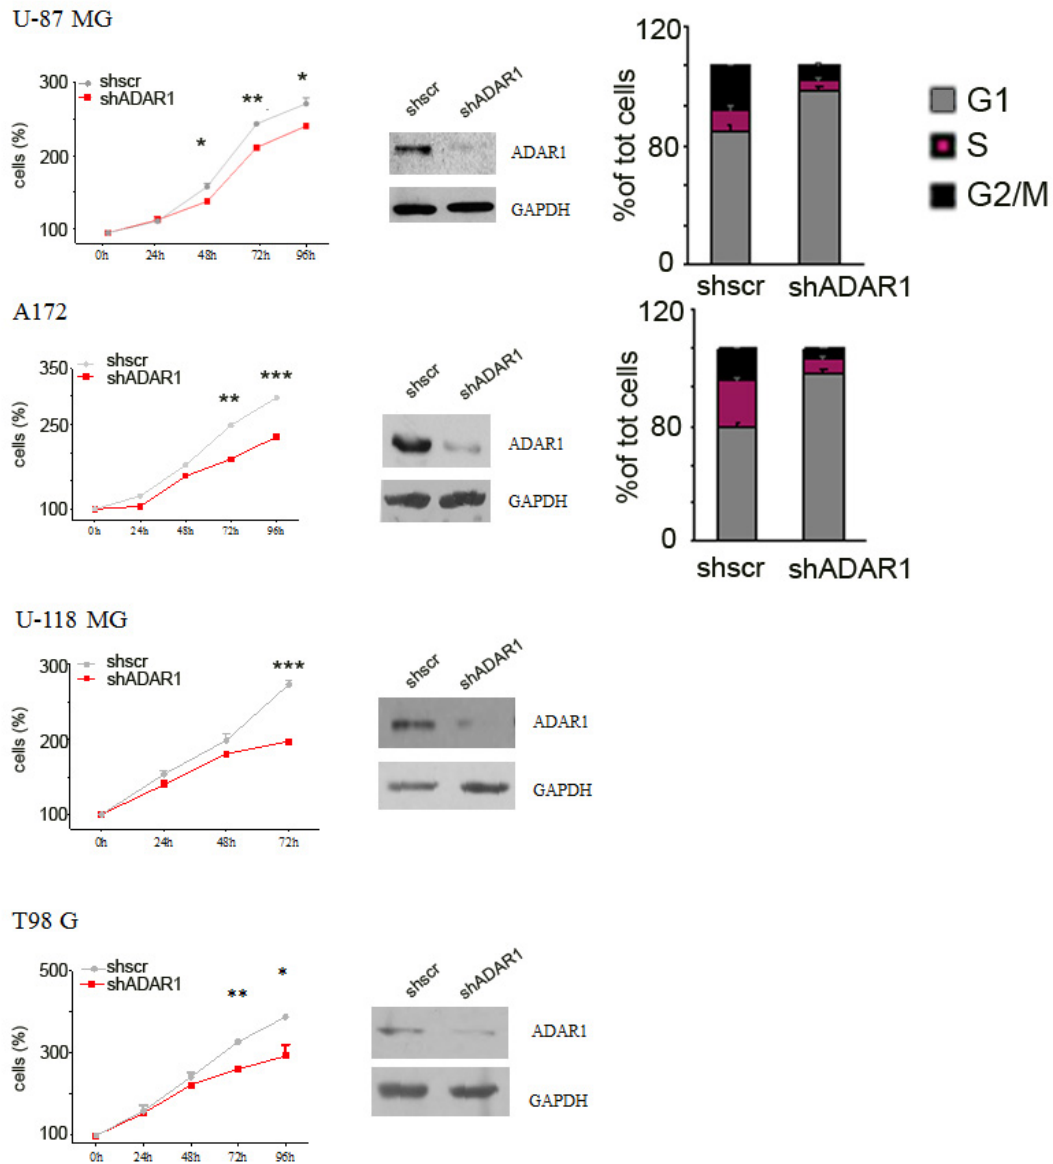 U-87 MG
shscr
shADAR1
*
**
*
cells (%)
300
200
100
0h 24h 48h 72h 96h
shscr shADAR1
ADAR1
GAPDH
%of tot cells
120
80
0
shscr shADAR1
G1
S
G2/M
A172
shscr
shADAR1
**
***
cells (%)
350
250
100
0h 24h 48h 72h 96h
shscr shADAR1
ADAR1
GAPDH
%of tot cells
120
80
0
shscr shADAR1
U-118 MG
shscr
shADAR1
***
cells (%)
300
200
100
0h 24h 48h 72h
shscr shADAR1
ADAR1
GAPDH
T98 G
shscr
shADAR1
**
*
cells (%)
500
300
100
0h 24h 48h 72h 96h
shscr shADAR1
ADAR1
GAPDH